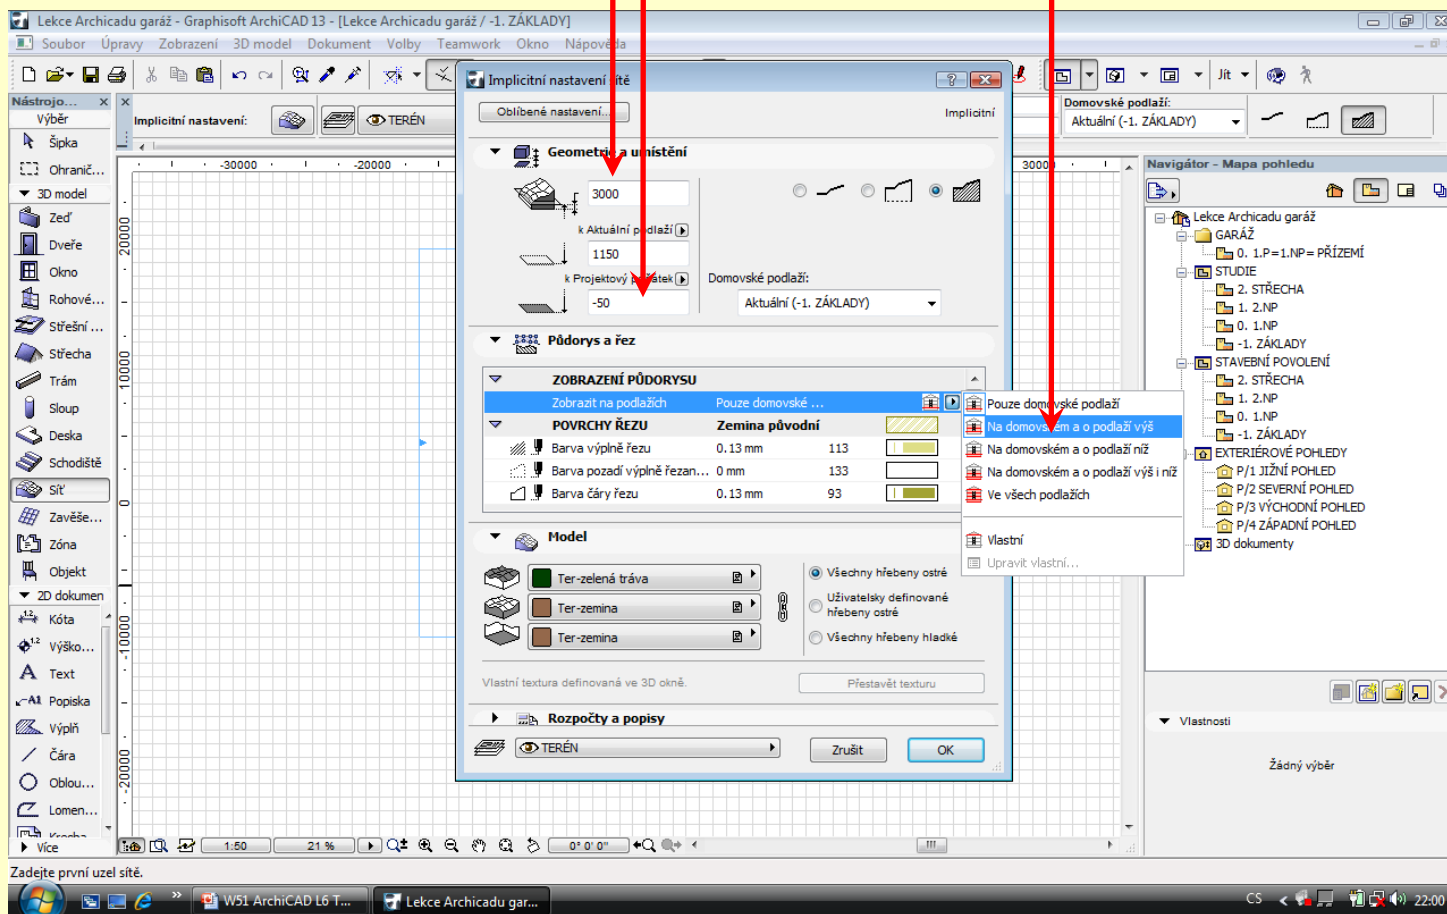 Lekce Archicadu garáž - Graphisoft ArchiCAD 13 - [Lekce Archicadu garáž / -1. ZÁKLADY]
Soubor Úpravy Zobrazení 3D model Dokument Volby Teamwork Okno Nápověda
Jít
Nástrojo...
Výběr
Šipka
Ohranič...
3D model
Zeď
Dveře
Okno
Rohové...
Střešní ...
Střecha
Trám
Sloup
Deska
Schodiště
Síť
Zavěše...
Zóna
Objekt
2D dokumen
Kóta
Výško...
Text
Popiska
Výplň
Čára
Oblou...
Lomen...
Více
Implicitní nastavení:
TERÉN
Domovské podlaží:
Aktuální (-1. ZÁKLADY)
-30000
-20000
30000
20000
10000
0
-10000
-20000
Implicitní nastavení sítě
Oblíbené nastavení...
Implicitní
Geometrie a umístění
3000
k Aktuální podlaží
1150
k Projektový počátek
-50
Domovské podlaží:
Aktuální (-1. ZÁKLADY)
Půdorys a řez
ZOBRAZENÍ PŮDORYSU
Zobrazit na podlažích Pouze domovské ...
POVRCHY ŘEZU Zemina původní
Barva výplně řezu 0.13 mm 113
Barva pozadí výplně řezan... 0 mm 133
Barva čáry řezu 0.13 mm 93
Model
Ter-zelená tráva
Ter-zemina
Ter-zemina
Všechny hřebeny ostré
Uživatelsky definované
hřebeny ostré
Všechny hřebeny hladké
Vlastní textura definovaná ve 3D okně.
Přestavět texturu
Rozpočty a popisy
TERÉN
Zrušit
OK
Pouze domovské podlaží
Na domovském a o podlaží výš
Na domovském a o podlaží níž
Na domovském a o podlaží výš i níž
Ve všech podlažích
Vlastní
Upravit vlastní...
Navigátor - Mapa pohledu
Lekce Archicadu garáž
GARÁŽ
0. 1.P=1.NP= PŘÍZEMÍ
STUDIE
2. STŘECHA
1. 2.NP
0. 1.NP
-1. ZÁKLADY
STAVEBNÍ POVOLENÍ
2. STŘECHA
1. 2.NP
0. 1.NP
-1. ZÁKLADY
EXTERIÉROVÉ POHLEDY
P/1 JIŽNÍ POHLED
P/2 SEVERNÍ POHLED
P/3 VÝCHODNÍ POHLED
P/4 ZÁPADNÍ POHLED
3D dokumenty
Vlastnosti
Žádný výběr
1:50
21 %
0° 0' 0"
Zadejte první uzel sítě.
W51 ArchiCAD L6 T...
Lekce Archicadu gar...
CS
22:00